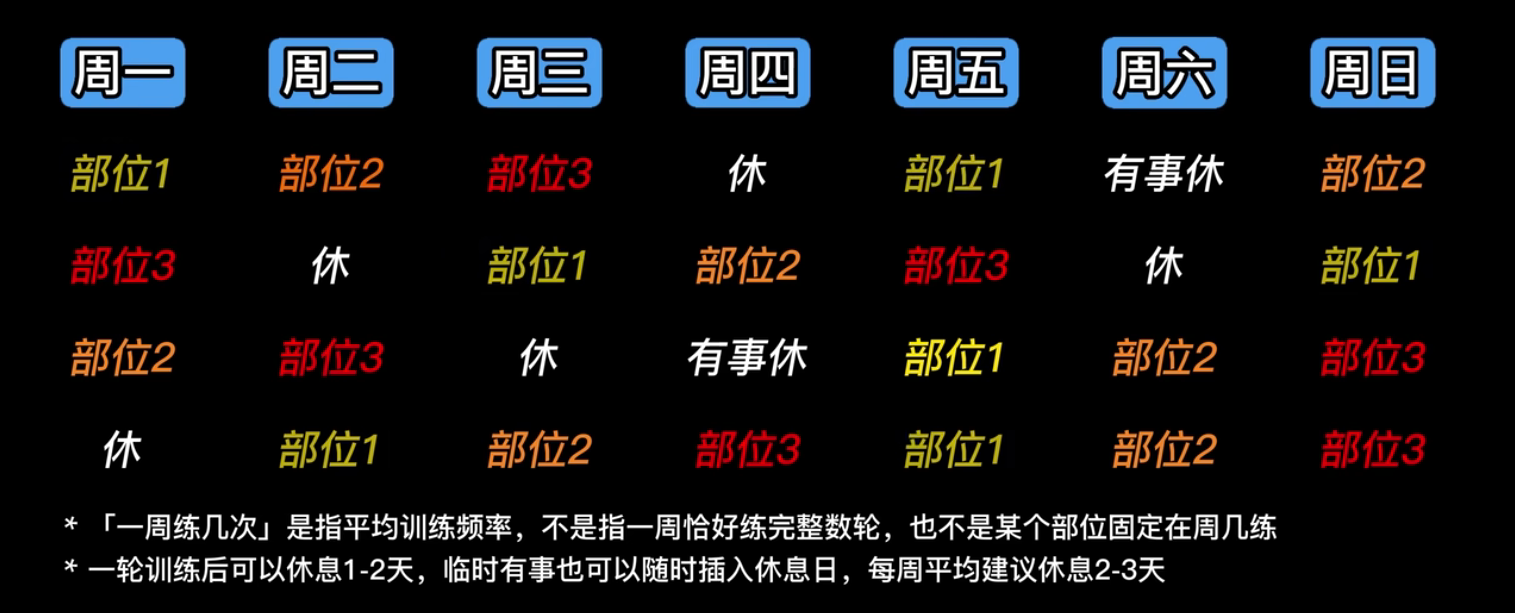 周一 周二 周三 周四 周五 周六 周日
部位1 部位2 部位3 休 部位1 有事休 部位2
部位3 休 部位1 部位2 部位3 休 部位1
部位2 部位3 休 有事休 部位1 部位2 部位3
休 部位1 部位2 部位3 部位1 部位2 部位3
* 「一周练几次」是指平均训练频率，不是指一周恰好练完整数轮，也不是某个部位固定在周几练
* 一轮训练后可以休息1-2天，临时有事也可以随时插入休息日，每周平均建议休息2-3天